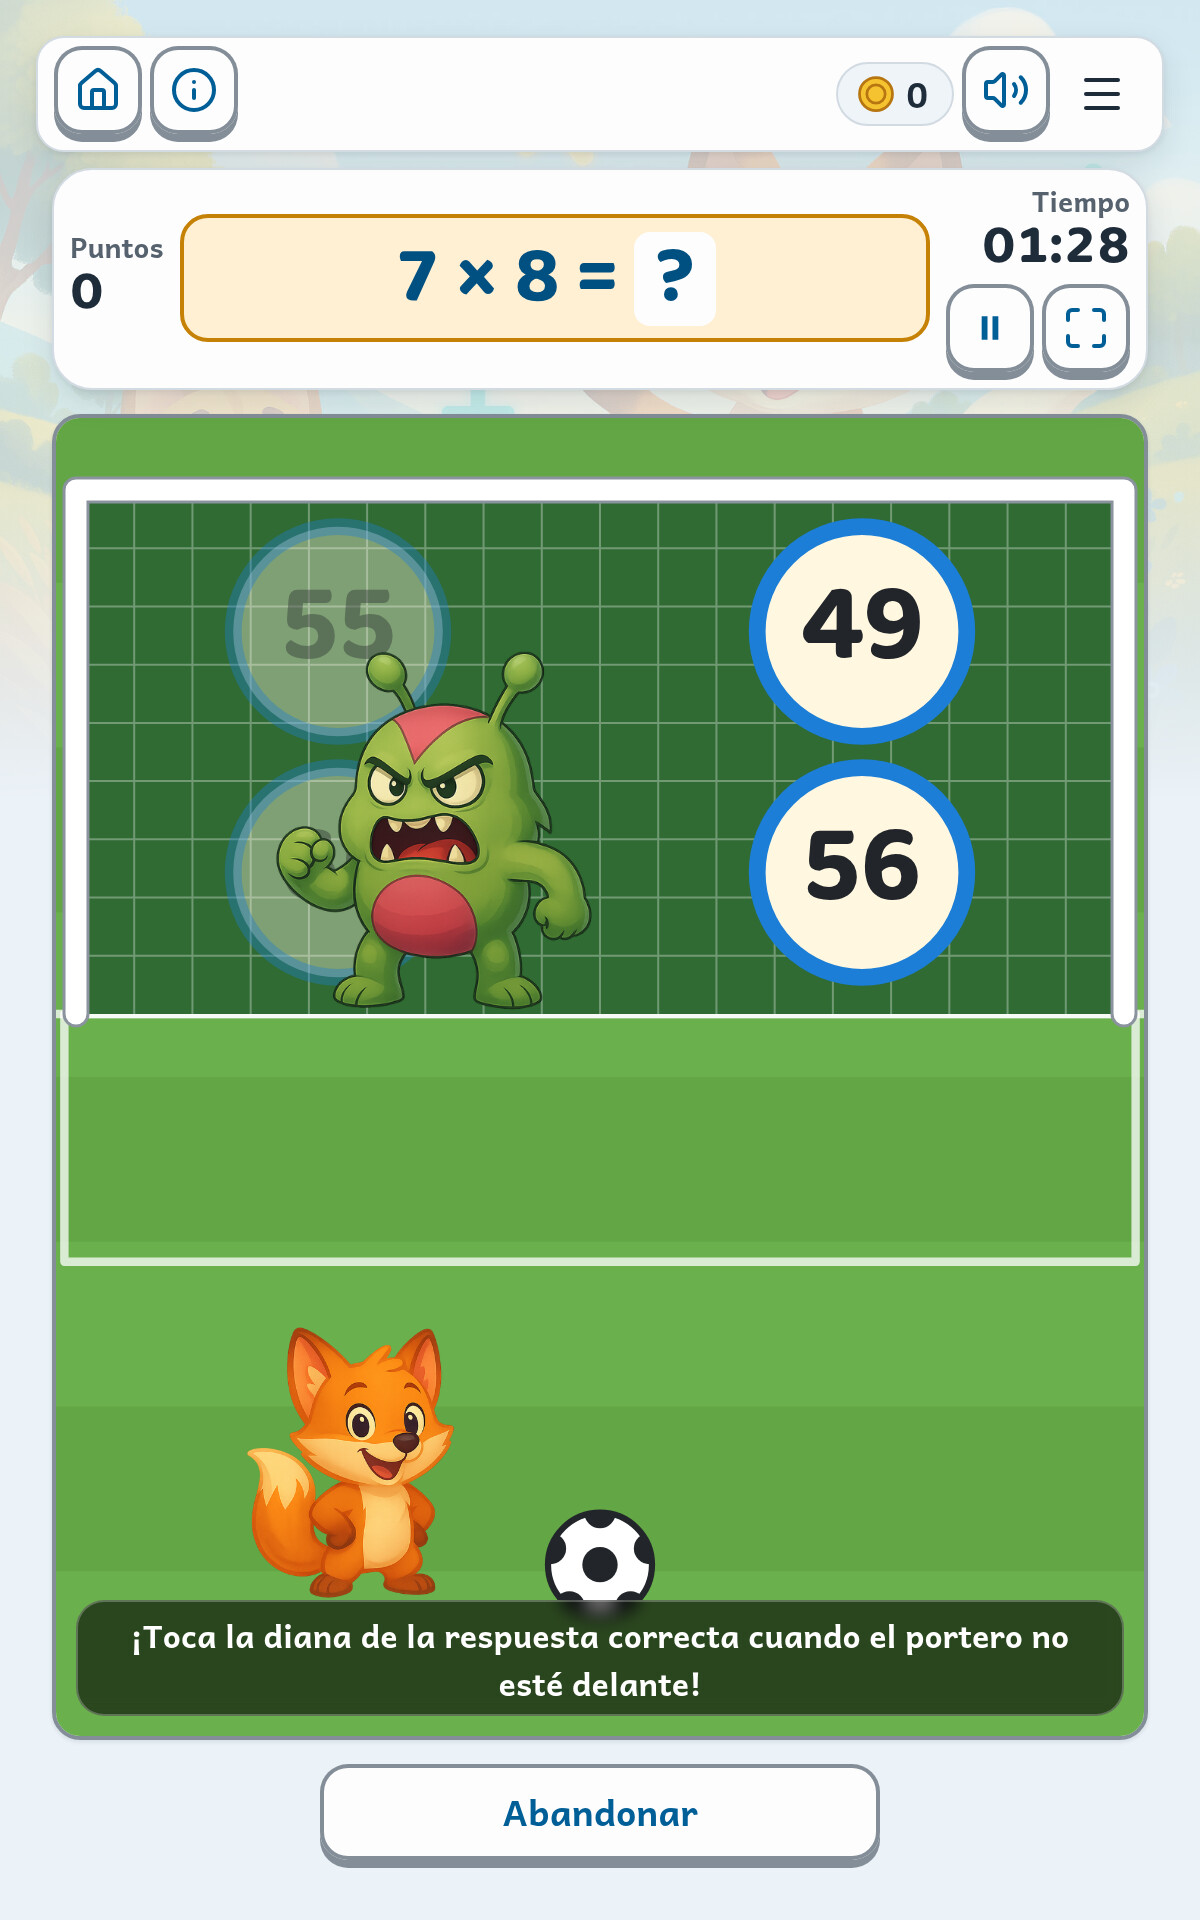 0
Puntos
0
7 × 8 = ?
Tiempo
01:28
55
49
56
¡Toca la diana de la respuesta correcta cuando el portero no
esté delante!
Abandonar